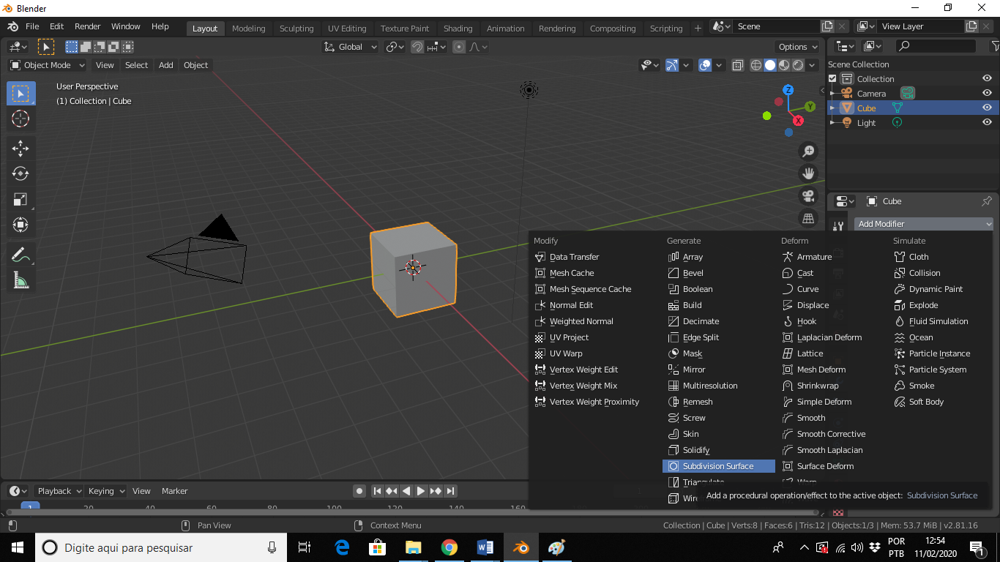 Blender
File Edit Render Window Help Layout Modeling Sculpting UV Editing Texture Paint Shading Animation Rendering Compositing Scripting + Scene View Layer
Global Options
Object Mode View Select Add Object
User Perspective
(1) Collection | Cube
Z
Y
X
Scene Collection
Collection
Camera
Cube
Light
Cube
Add Modifier
Modify
Data Transfer
Mesh Cache
Mesh Sequence Cache
Normal Edit
Weighted Normal
UV Project
UV Warp
Vertex Weight Edit
Vertex Weight Mix
Vertex Weight Proximity
Generate
Array
Bevel
Boolean
Build
Decimate
Edge Split
Mask
Mirror
Multiresolution
Remesh
Screw
Skin
Solidify
Subdivision Surface
Triangulate
Deform
Armature
Cast
Curve
Displace
Hook
Laplacian Deform
Lattice
Mesh Deform
Shrinkwrap
Simple Deform
Smooth
Smooth Corrective
Smooth Laplacian
Surface Deform
Warp
Simulate
Cloth
Collision
Dynamic Paint
Explode
Fluid Simulation
Ocean
Particle Instance
Particle System
Smoke
Soft Body
Add a procedural operation/effect to the active object: Subdivision Surface
Playback Keying View Marker
1 20 40 60 80 100 120 140 160
Pan View Context Menu Collection | Cube | Verts:8 | Faces:6 | Tris:12 | Objects:1/3 | Mem: 53.7 MiB | v2.81.16
Digite aqui para pesquisar
POR
PTB
12:54
11/02/2020
1